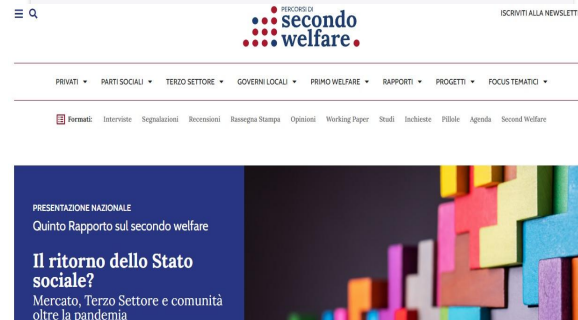 PERCORSI DI
secondo
welfare
ISCRIVITI ALLA NEWSLETT
PRIVATI PARTI SOCIALI TERZO SETTORE GOVERNI LOCALI PRIMO WELFARE RAPPORTI PROGETTI FOCUS TEMATICI
Formati: Interviste Segnalazioni Recensioni Rassegna Stampa Opinioni Working Paper Studi Inchieste Pillole Agenda Second Welfare
PRESENTAZIONE NAZIONALE
Quinto Rapporto sul secondo welfare
Il ritorno dello Stato
sociale?
Mercato, Terzo Settore e comunità
oltre la pandemia